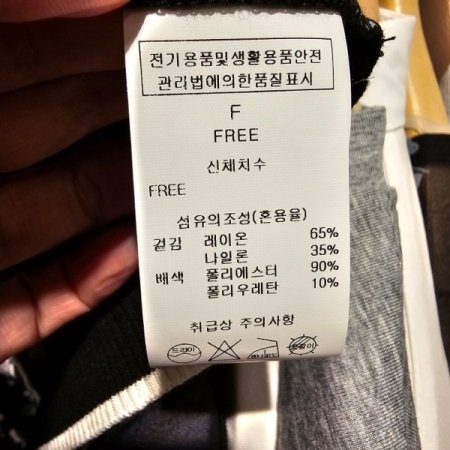 전기용품및생활용품안전
관리법에의한품질표시
F
FREE
신체치수
FREE
섬유의조성(혼용율)
겉감 레이온 65%
나일론 35%
배색 폴리에스터 90%
폴리우레탄 10%
취급상 주의사항
드라이